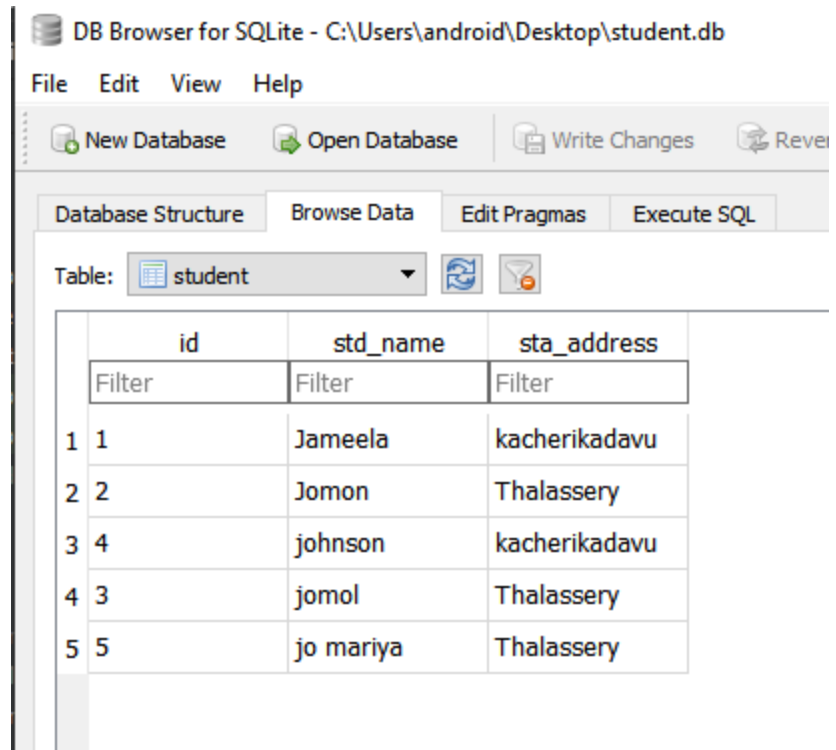 DB Browser for SQLite - C:\Users\android\Desktop\student.db
File Edit View Help
New Database Open Database Write Changes
Database Structure Browse Data Edit Pragmas Execute SQL
Table: student
id std_name sta_address
Filter Filter Filter
1 1 Jameela kacherikadavu
2 2 Jomon Thalassery
3 4 johnson kacherikadavu
4 3 jomol Thalassery
5 5 jo mariya Thalassery